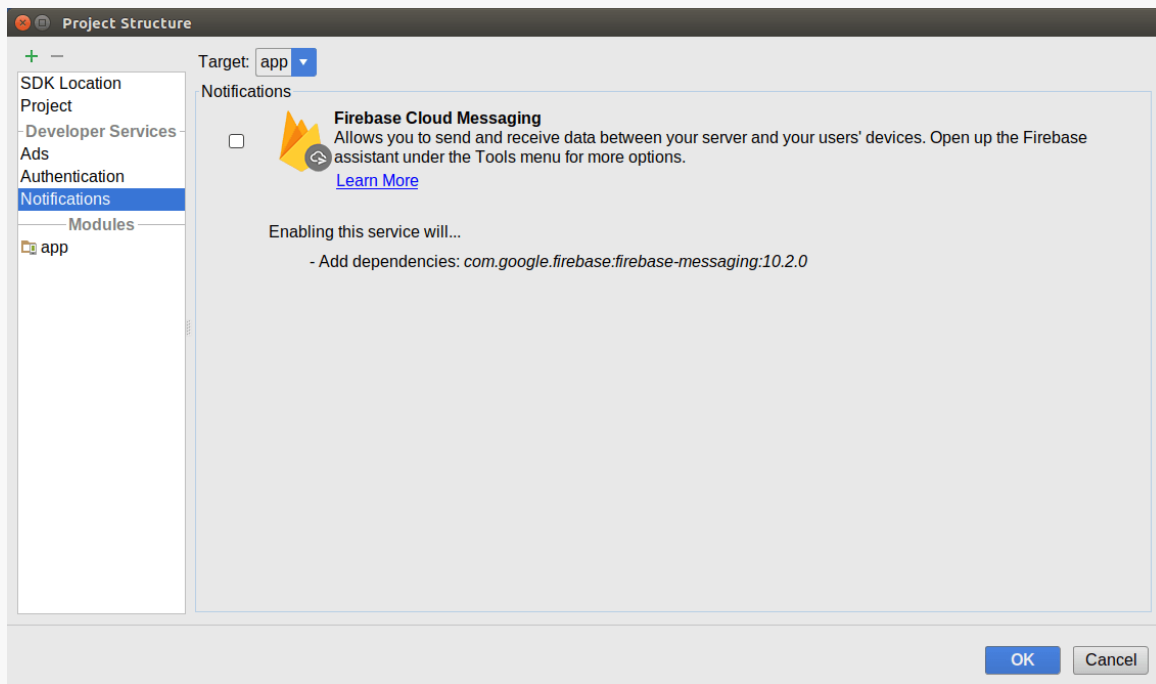 Project Structure
Target: app
SDK Location
Project
Developer Services
Ads
Authentication
Notifications
Modules
app
Notifications
Firebase Cloud Messaging
Allows you to send and receive data between your server and your users' devices. Open up the Firebase
assistant under the Tools menu for more options.
Learn More
Enabling this service will...
- Add dependencies: com.google.firebase:firebase-messaging:10.2.0
OK Cancel